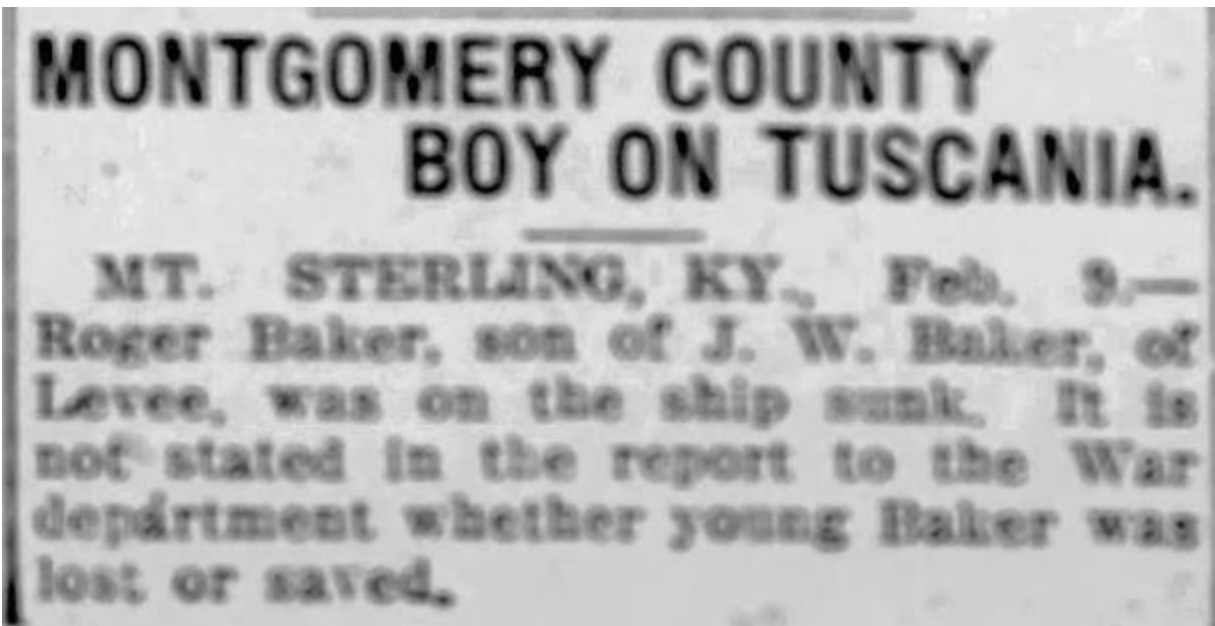 MONTGOMERY COUNTY
BOY ON TUSCANIA.
MT. STERLING, KY., Feb. 9.—
Roger Baker, son of J. W. Baker, of
Levee, was on the ship sunk. It is
not stated in the report to the War
department whether young Baker was
lost or saved.